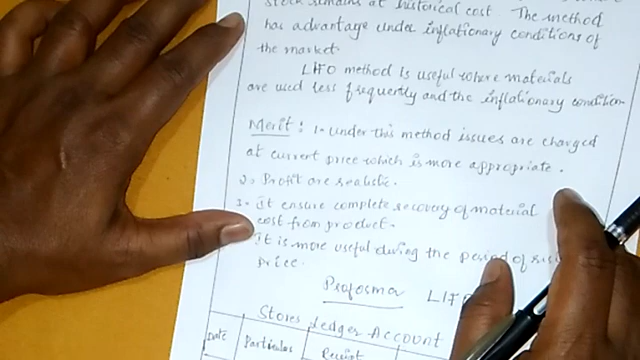 stock remains at historical cost. The method
has advantage under inflationary conditions of
the market.
LIFO method is useful where materials
are used less frequently and the inflationary condition
Merit: 1- under this method issues are charged
at current price which is more appropriate.
2. Profit are realistic.
3- It ensure complete recovery of material
cost from product.
It is more useful during the period of
price.
Proforma LIFO
Stores Ledger Account
Date Particulars Receipt